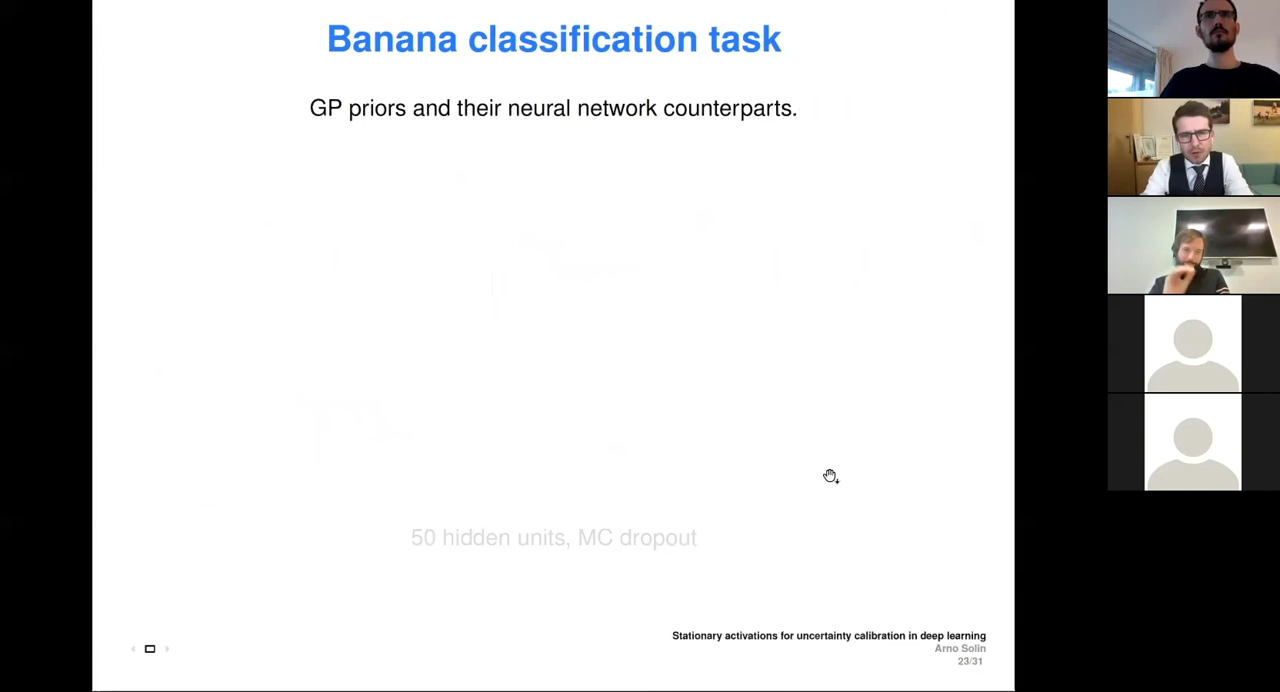 Banana classification task
GP priors and their neural network counterparts.
50 hidden units, MC dropout
Stationary activations for uncertainty calibration in deep learning
Arno Solin
23/31